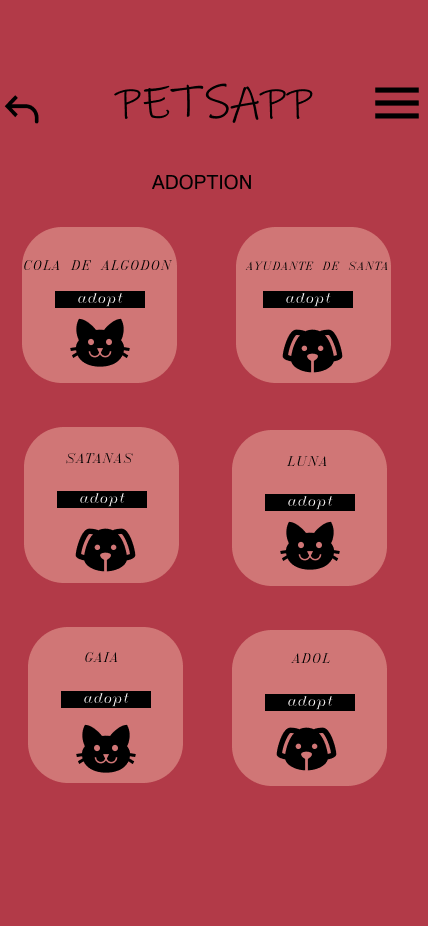 PETSAPP
ADOPTION
COLA DE ALGODON
adopt
AYUDANTE DE SANTA
adopt
SATANAS
adopt
LUNA
adopt
GAIA
adopt
ADOL
adopt